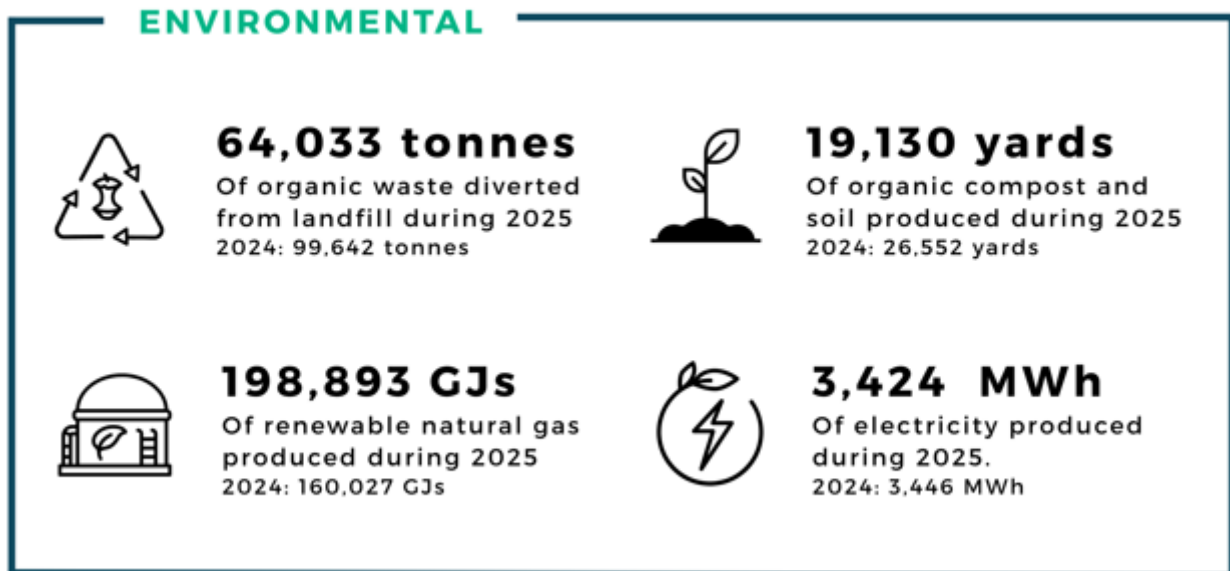 ENVIRONMENTAL
64,033 tonnes
Of organic waste diverted
from landfill during 2025
2024: 99,642 tonnes
19,130 yards
Of organic compost and
soil produced during 2025
2024: 26,552 yards
198,893 GJs
Of renewable natural gas
produced during 2025
2024: 160,027 GJs
3,424 MWh
Of electricity produced
during 2025.
2024: 3,446 MWh